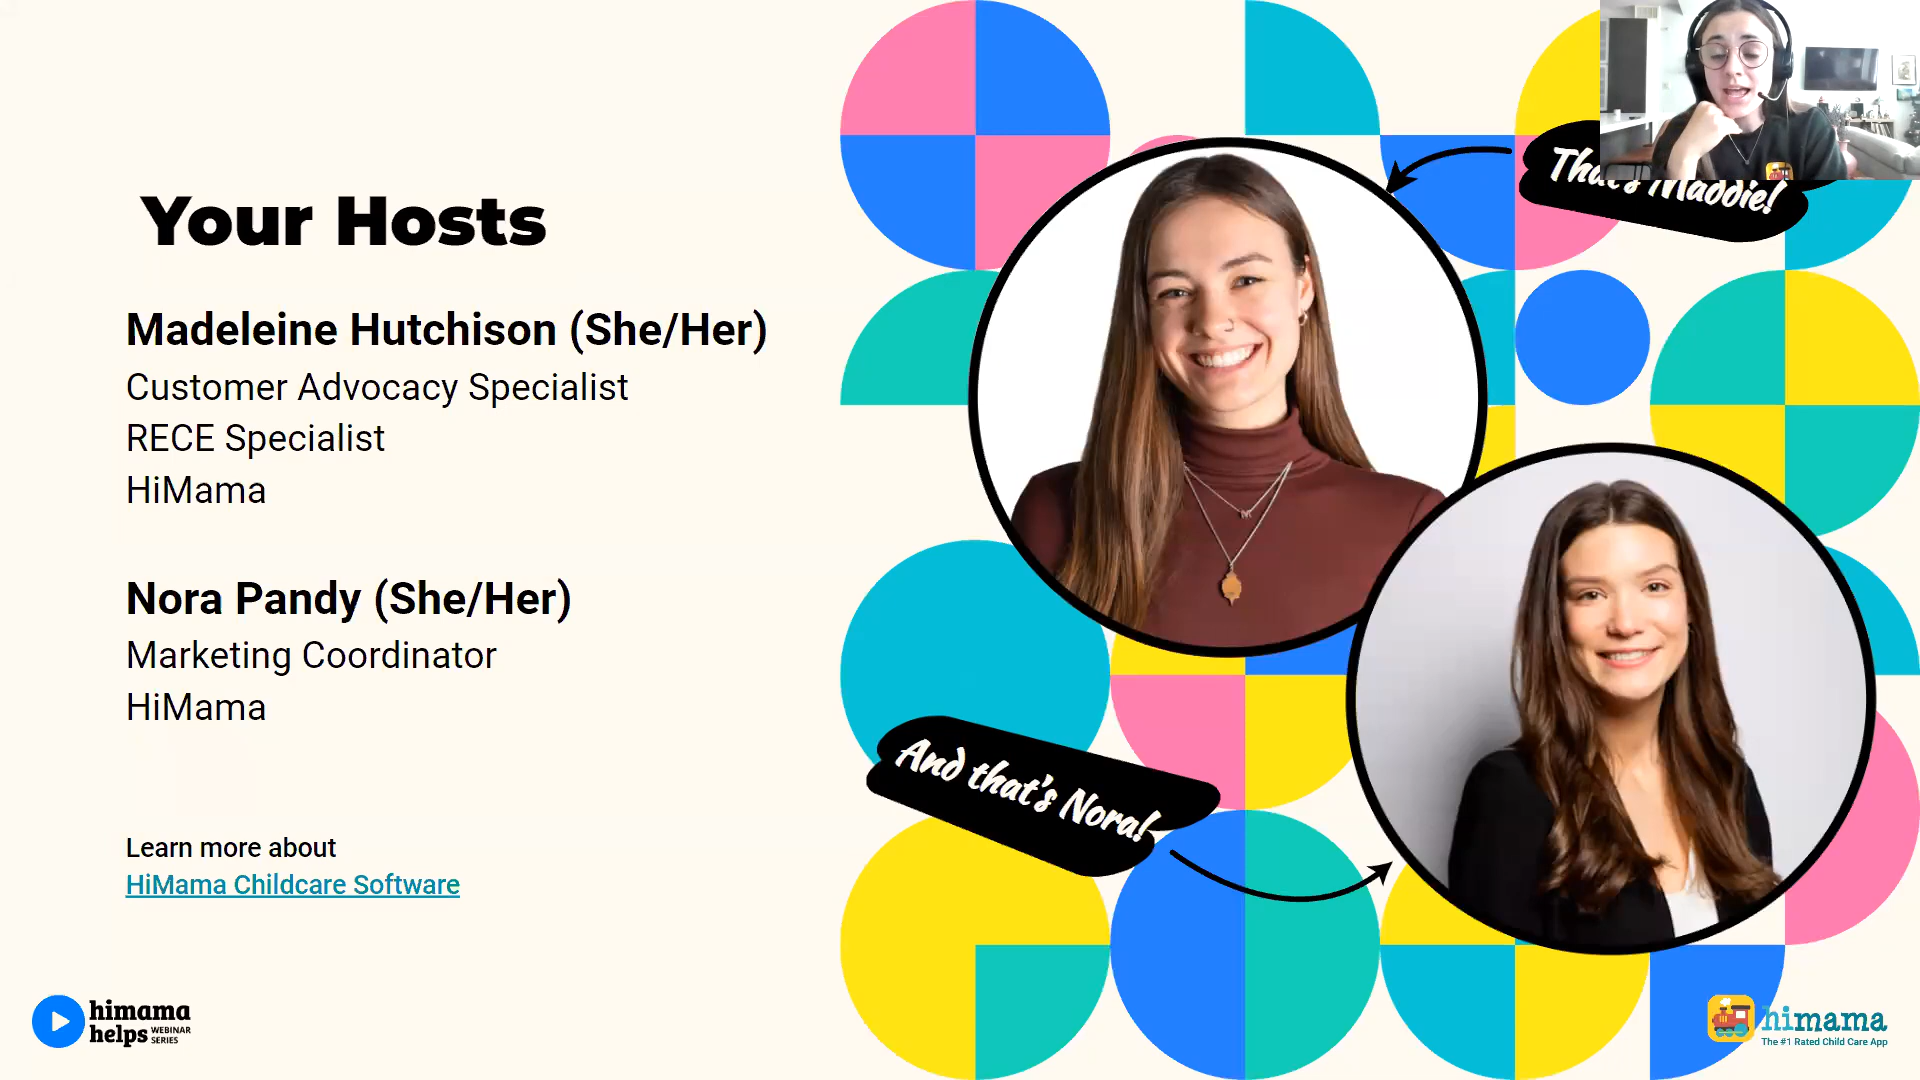 Your Hosts
Madeleine Hutchison (She/Her)
Customer Advocacy Specialist
RECE Specialist
HiMama
Nora Pandy (She/Her)
Marketing Coordinator
HiMama
Learn more about
HiMama Childcare Software
That's Maddie!
And that's Nora!
himama
helps WEBINAR
SERIES
himama
The #1 Rated Child Care App